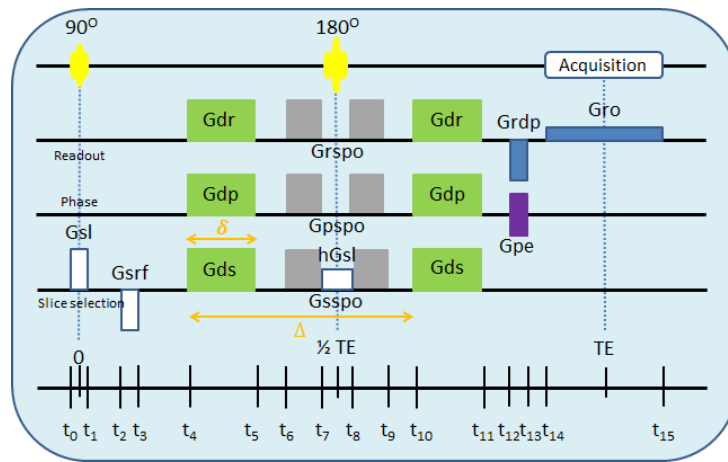 90O 180O
Acquisition
Gdr Gdr Grdp Gro
Readout Grspo
Phase Gdp Gdp
Gsl δ Gpspo Gpe
Gsrf Gds hGsl Gds
Slice selection Gsspo
Δ
0 ½ TE TE
t0 t1 t2 t3 t4 t5 t6 t7 t8 t9 t10 t11 t12 t13 t14 t15